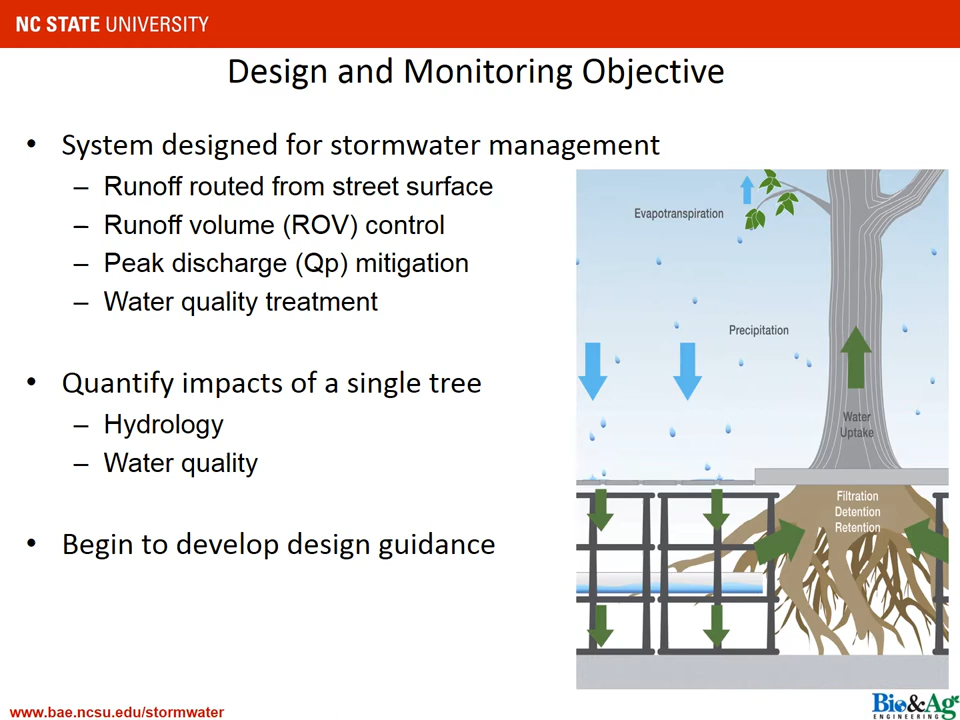 NC STATE UNIVERSITY
Design and Monitoring Objective
• System designed for stormwater management
– Runoff routed from street surface
– Runoff volume (ROV) control
– Peak discharge (Qp) mitigation
– Water quality treatment
• Quantify impacts of a single tree
– Hydrology
– Water quality
• Begin to develop design guidance
Evapotranspiration
Precipitation
Water
Uptake
Filtration
Detention
Retention
www.bae.ncsu.edu/stormwater
Bio&Ag
ENGINEERING